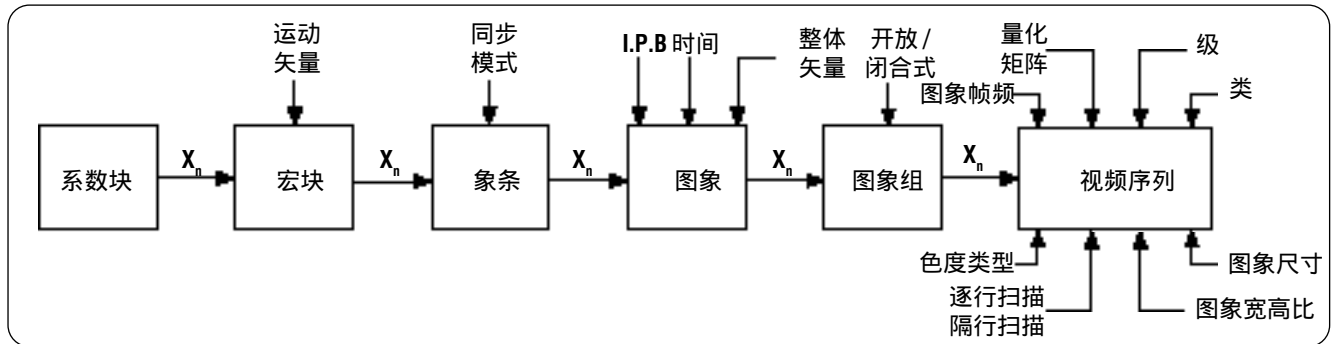 运动
矢量
同步
模式
I.P.B 时间
整体
矢量
开放 /
闭合式
量化
矩阵
级
类
图象帧频
系数块
Xn
宏块
Xn
象条
Xn
图象
Xn
图象组
Xn
视频序列
色度类型
逐行扫描
隔行扫描
图象宽高比
图象尺寸